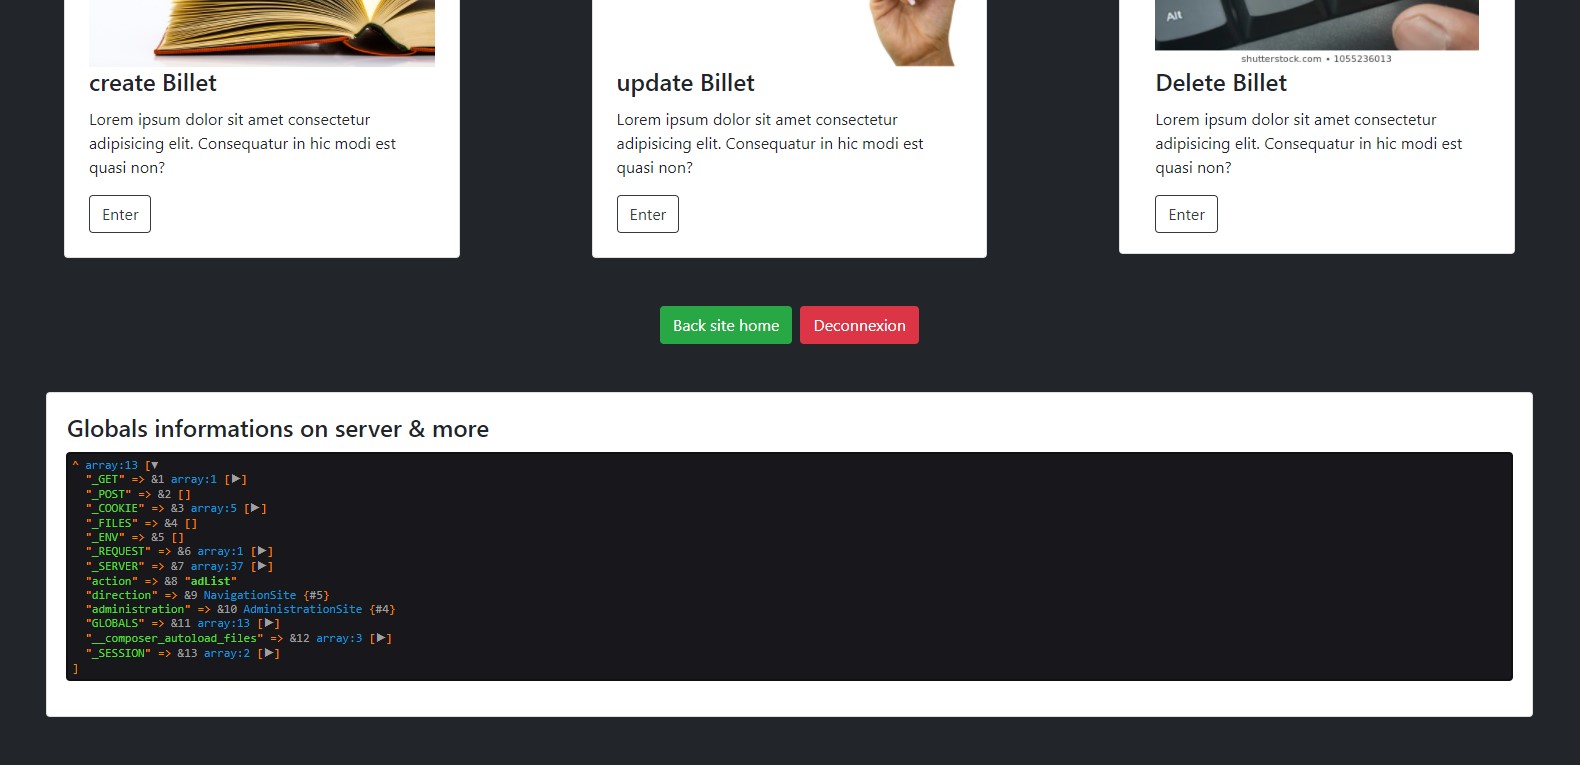 Alt
shutterstock.com • 1055236013
create Billet
Lorem ipsum dolor sit amet consectetur
adipisicing elit. Consequatur in hic modi est
quasi non?
Enter
update Billet
Lorem ipsum dolor sit amet consectetur
adipisicing elit. Consequatur in hic modi est
quasi non?
Enter
Delete Billet
Lorem ipsum dolor sit amet consectetur
adipisicing elit. Consequatur in hic modi est
quasi non?
Enter
Back site home
Deconnexion
Globals informations on server & more
^ array:13 [▼
"_GET" => &1 array:1 [▶]
"_POST" => &2 []
"_COOKIE" => &3 array:5 [▶]
"_FILES" => &4 []
"_ENV" => &5 []
"_REQUEST" => &6 array:1 [▶]
"_SERVER" => &7 array:37 [▶]
"action" => &8 "adList"
"direction" => &9 NavigationSite {#5}
"administration" => &10 AdministrationSite {#4}
"GLOBALS" => &11 array:13 [▶]
"__composer_autoload_files" => &12 array:3 [▶]
"_SESSION" => &13 array:2 [▶]
]